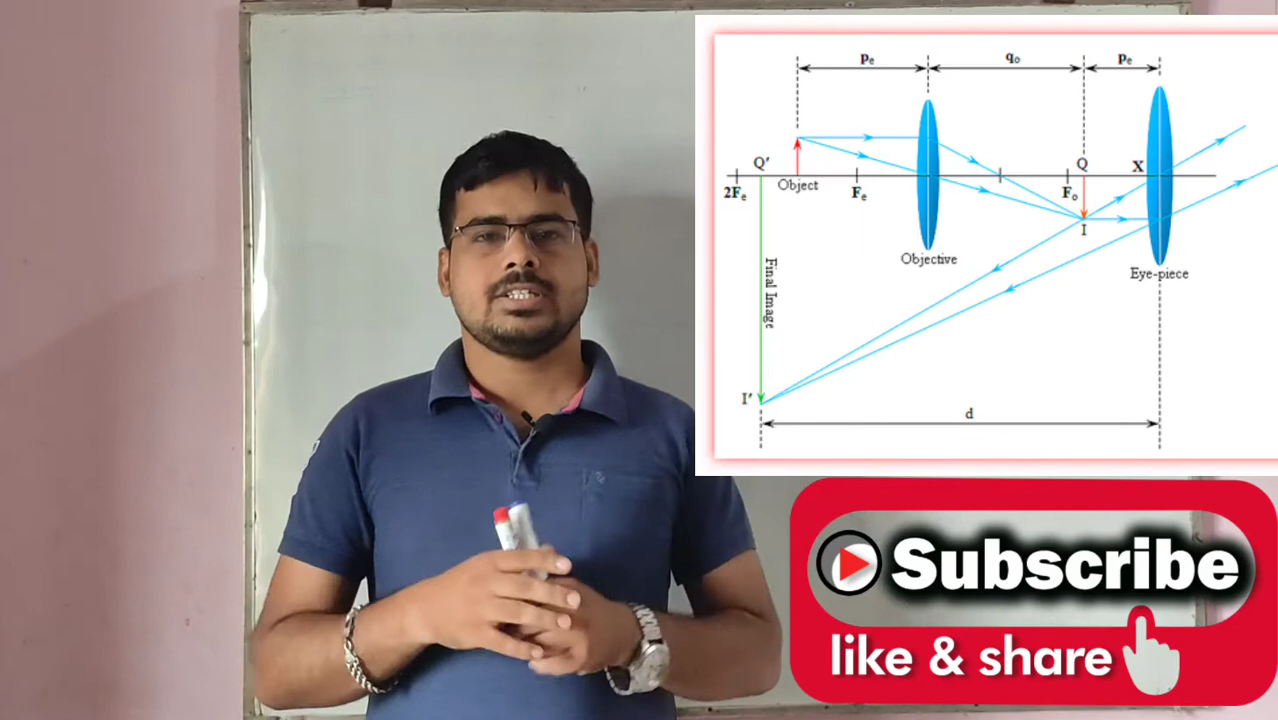 pₑ
qₒ
pₑ
Q′
Q
X
Object
2Fₑ
Fₑ
Fₒ
I
Objective
Eye-piece
Final Image
I′
d
Subscribe
like & share